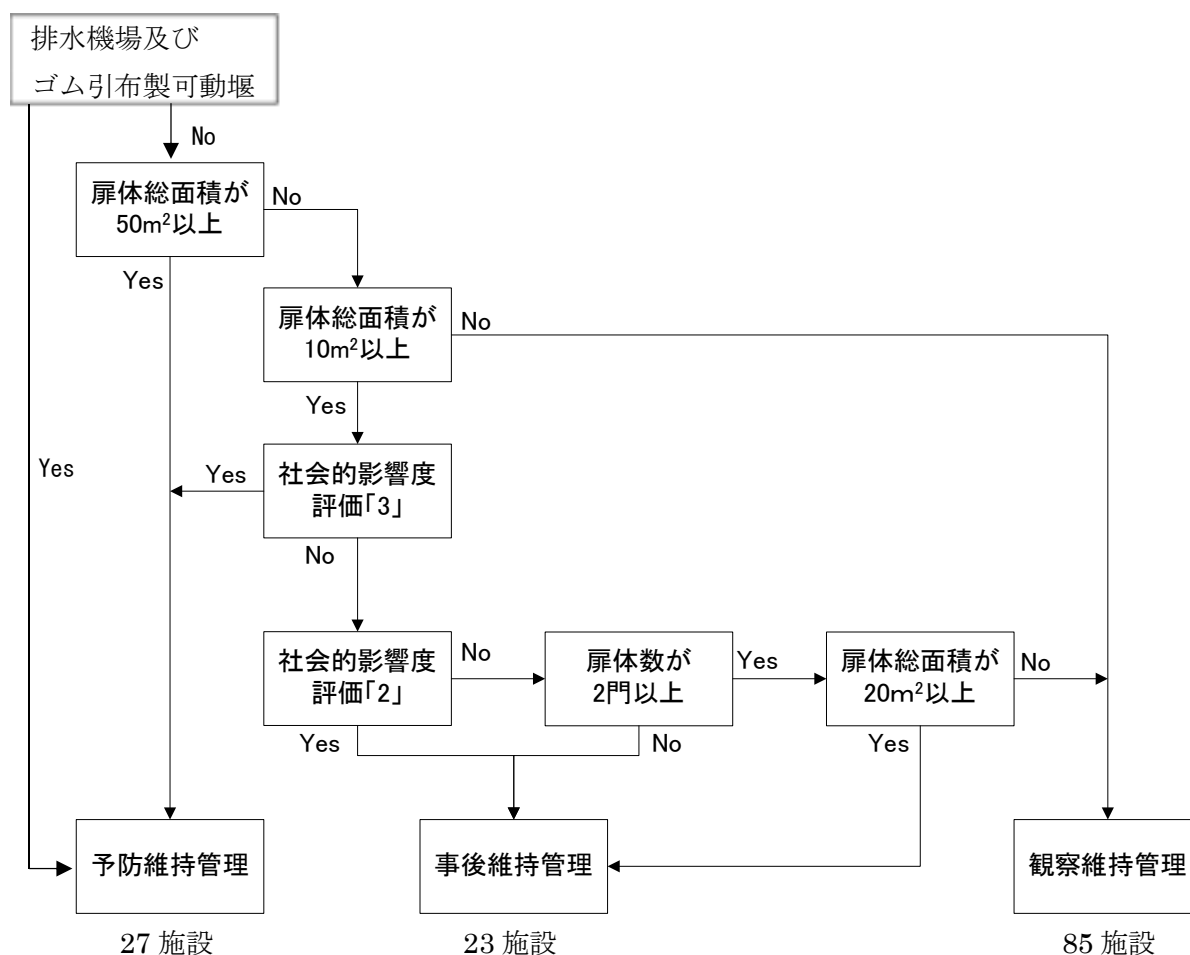 排水機場及び
ゴム引布製可動堰
No
扉体総面積が
50m²以上
No
Yes
扉体総面積が
10m²以上
No
Yes
Yes
社会的影響度
評価「3」
Yes
No
社会的影響度
評価「2」
No
扉体数が
2門以上
Yes
扉体総面積が
20m²以上
No
Yes
No
Yes
予防維持管理
事後維持管理
観察維持管理
27 施設
23 施設
85 施設